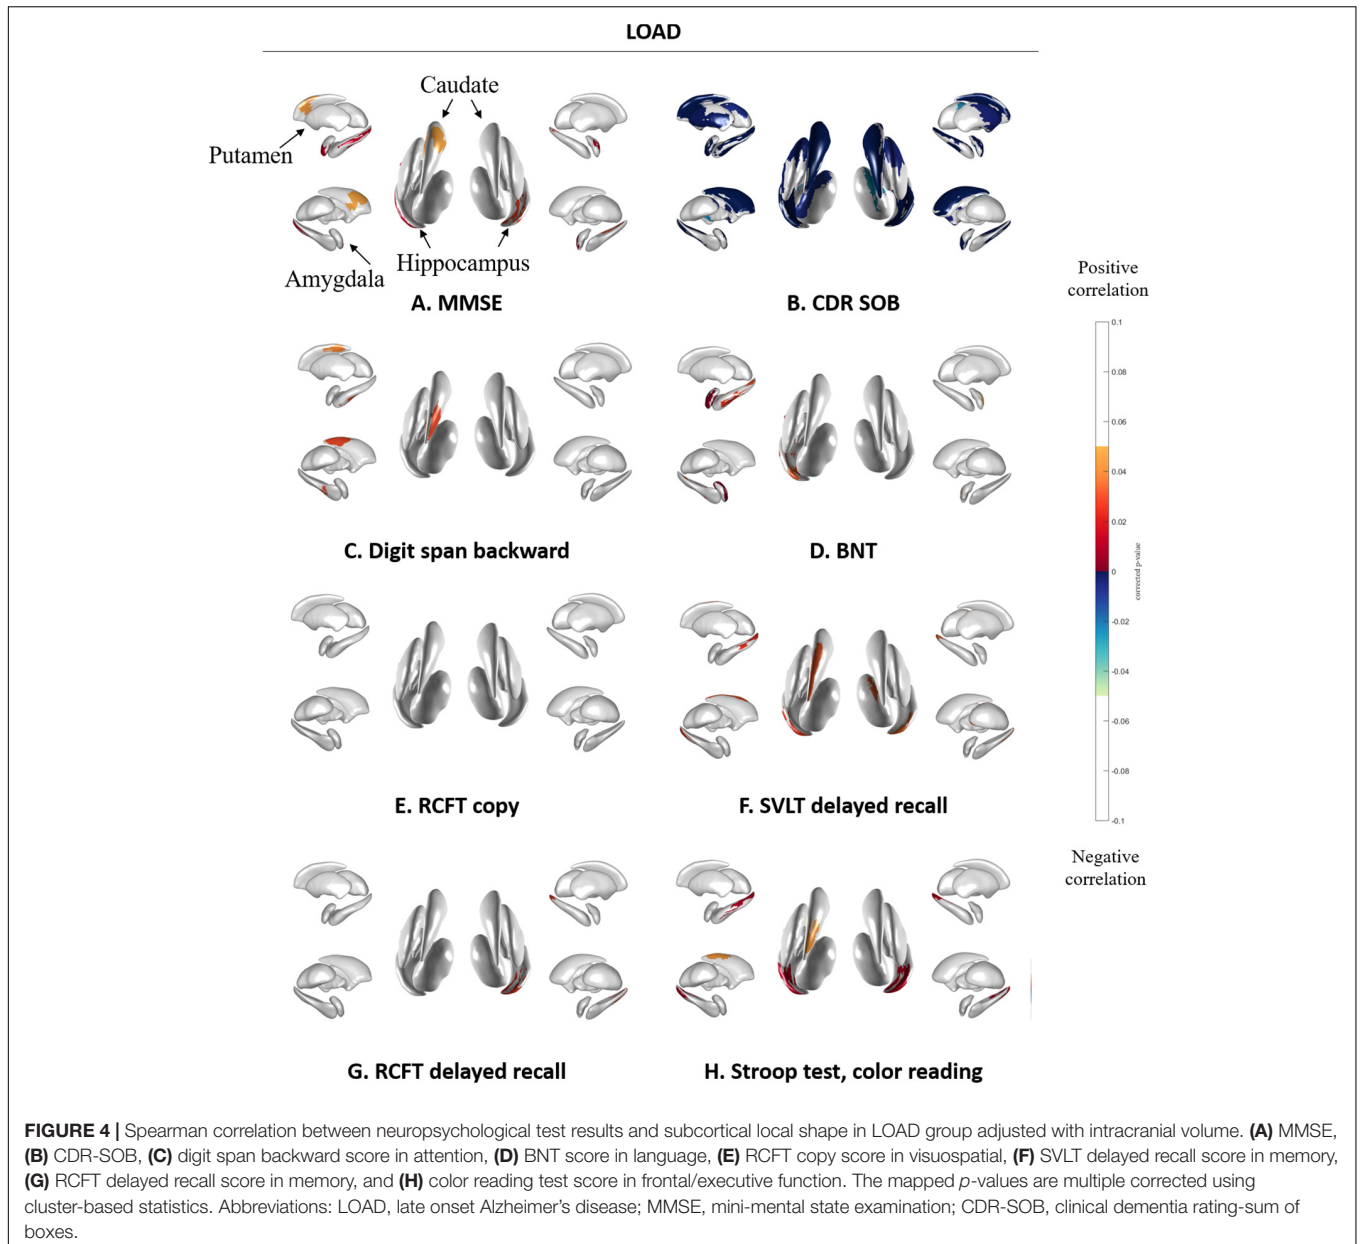 LOAD
Caudate
Putamen
Amygdala
Hippocampus
A. MMSE
B. CDR SOB
Positive
correlation
0.1
0.08
0.06
0.04
0.02
0
-0.02
-0.04
-0.06
-0.08
-0.1
corrected p-value
Negative
correlation
C. Digit span backward
D. BNT
E. RCFT copy
F. SVLT delayed recall
G. RCFT delayed recall
H. Stroop test, color reading
FIGURE 4 | Spearman correlation between neuropsychological test results and subcortical local shape in LOAD group adjusted with intracranial volume. (A) MMSE,
(B) CDR-SOB, (C) digit span backward score in attention, (D) BNT score in language, (E) RCFT copy score in visuospatial, (F) SVLT delayed recall score in memory,
(G) RCFT delayed recall score in memory, and (H) color reading test score in frontal/executive function. The mapped p-values are multiple corrected using
cluster-based statistics. Abbreviations: LOAD, late onset Alzheimer's disease; MMSE, mini-mental state examination; CDR-SOB, clinical dementia rating-sum of
boxes.